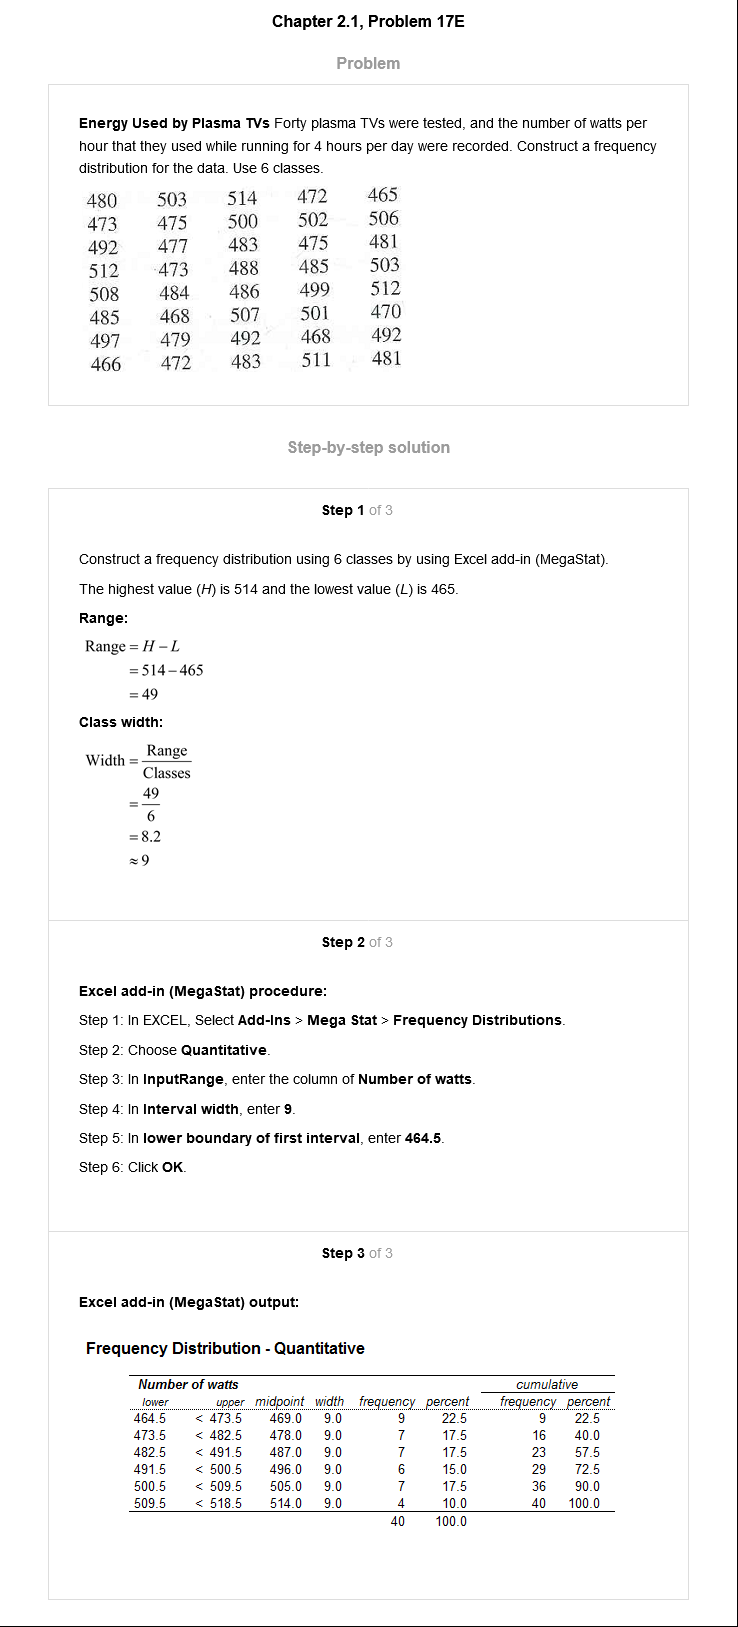 Chapter 2.1, Problem 17E
Problem
Energy Used by Plasma TVs Forty plasma TVs were tested, and the number of watts per
hour that they used while running for 4 hours per day were recorded. Construct a frequency
distribution for the data. Use 6 classes.
480 503 514 472 465
473 475 500 502 506
492 477 483 475 481
512 473 488 485 503
508 484 486 499 512
485 468 507 501 470
497 479 492 468 492
466 472 483 511 481
Step-by-step solution
Step 1 of 3
Construct a frequency distribution using 6 classes by using Excel add-in (MegaStat).
The highest value (H) is 514 and the lowest value (L) is 465.
Range:
Range = H – L
= 514 – 465
= 49
Class width:
Width = Range / Classes
= 49 / 6
= 8.2
≈ 9
Step 2 of 3
Excel add-in (MegaStat) procedure:
Step 1: In EXCEL, Select Add-Ins > Mega Stat > Frequency Distributions.
Step 2: Choose Quantitative.
Step 3: In InputRange, enter the column of Number of watts.
Step 4: In Interval width, enter 9.
Step 5: In lower boundary of first interval, enter 464.5.
Step 6: Click OK.
Step 3 of 3
Excel add-in (MegaStat) output:
Frequency Distribution - Quantitative
Number of watts cumulative
lower upper midpoint width frequency percent frequency percent
464.5 < 473.5 469.0 9.0 9 22.5 9 22.5
473.5 < 482.5 478.0 9.0 7 17.5 16 40.0
482.5 < 491.5 487.0 9.0 7 17.5 23 57.5
491.5 < 500.5 496.0 9.0 6 15.0 29 72.5
500.5 < 509.5 505.0 9.0 7 17.5 36 90.0
509.5 < 518.5 514.0 9.0 4 10.0 40 100.0
40 100.0